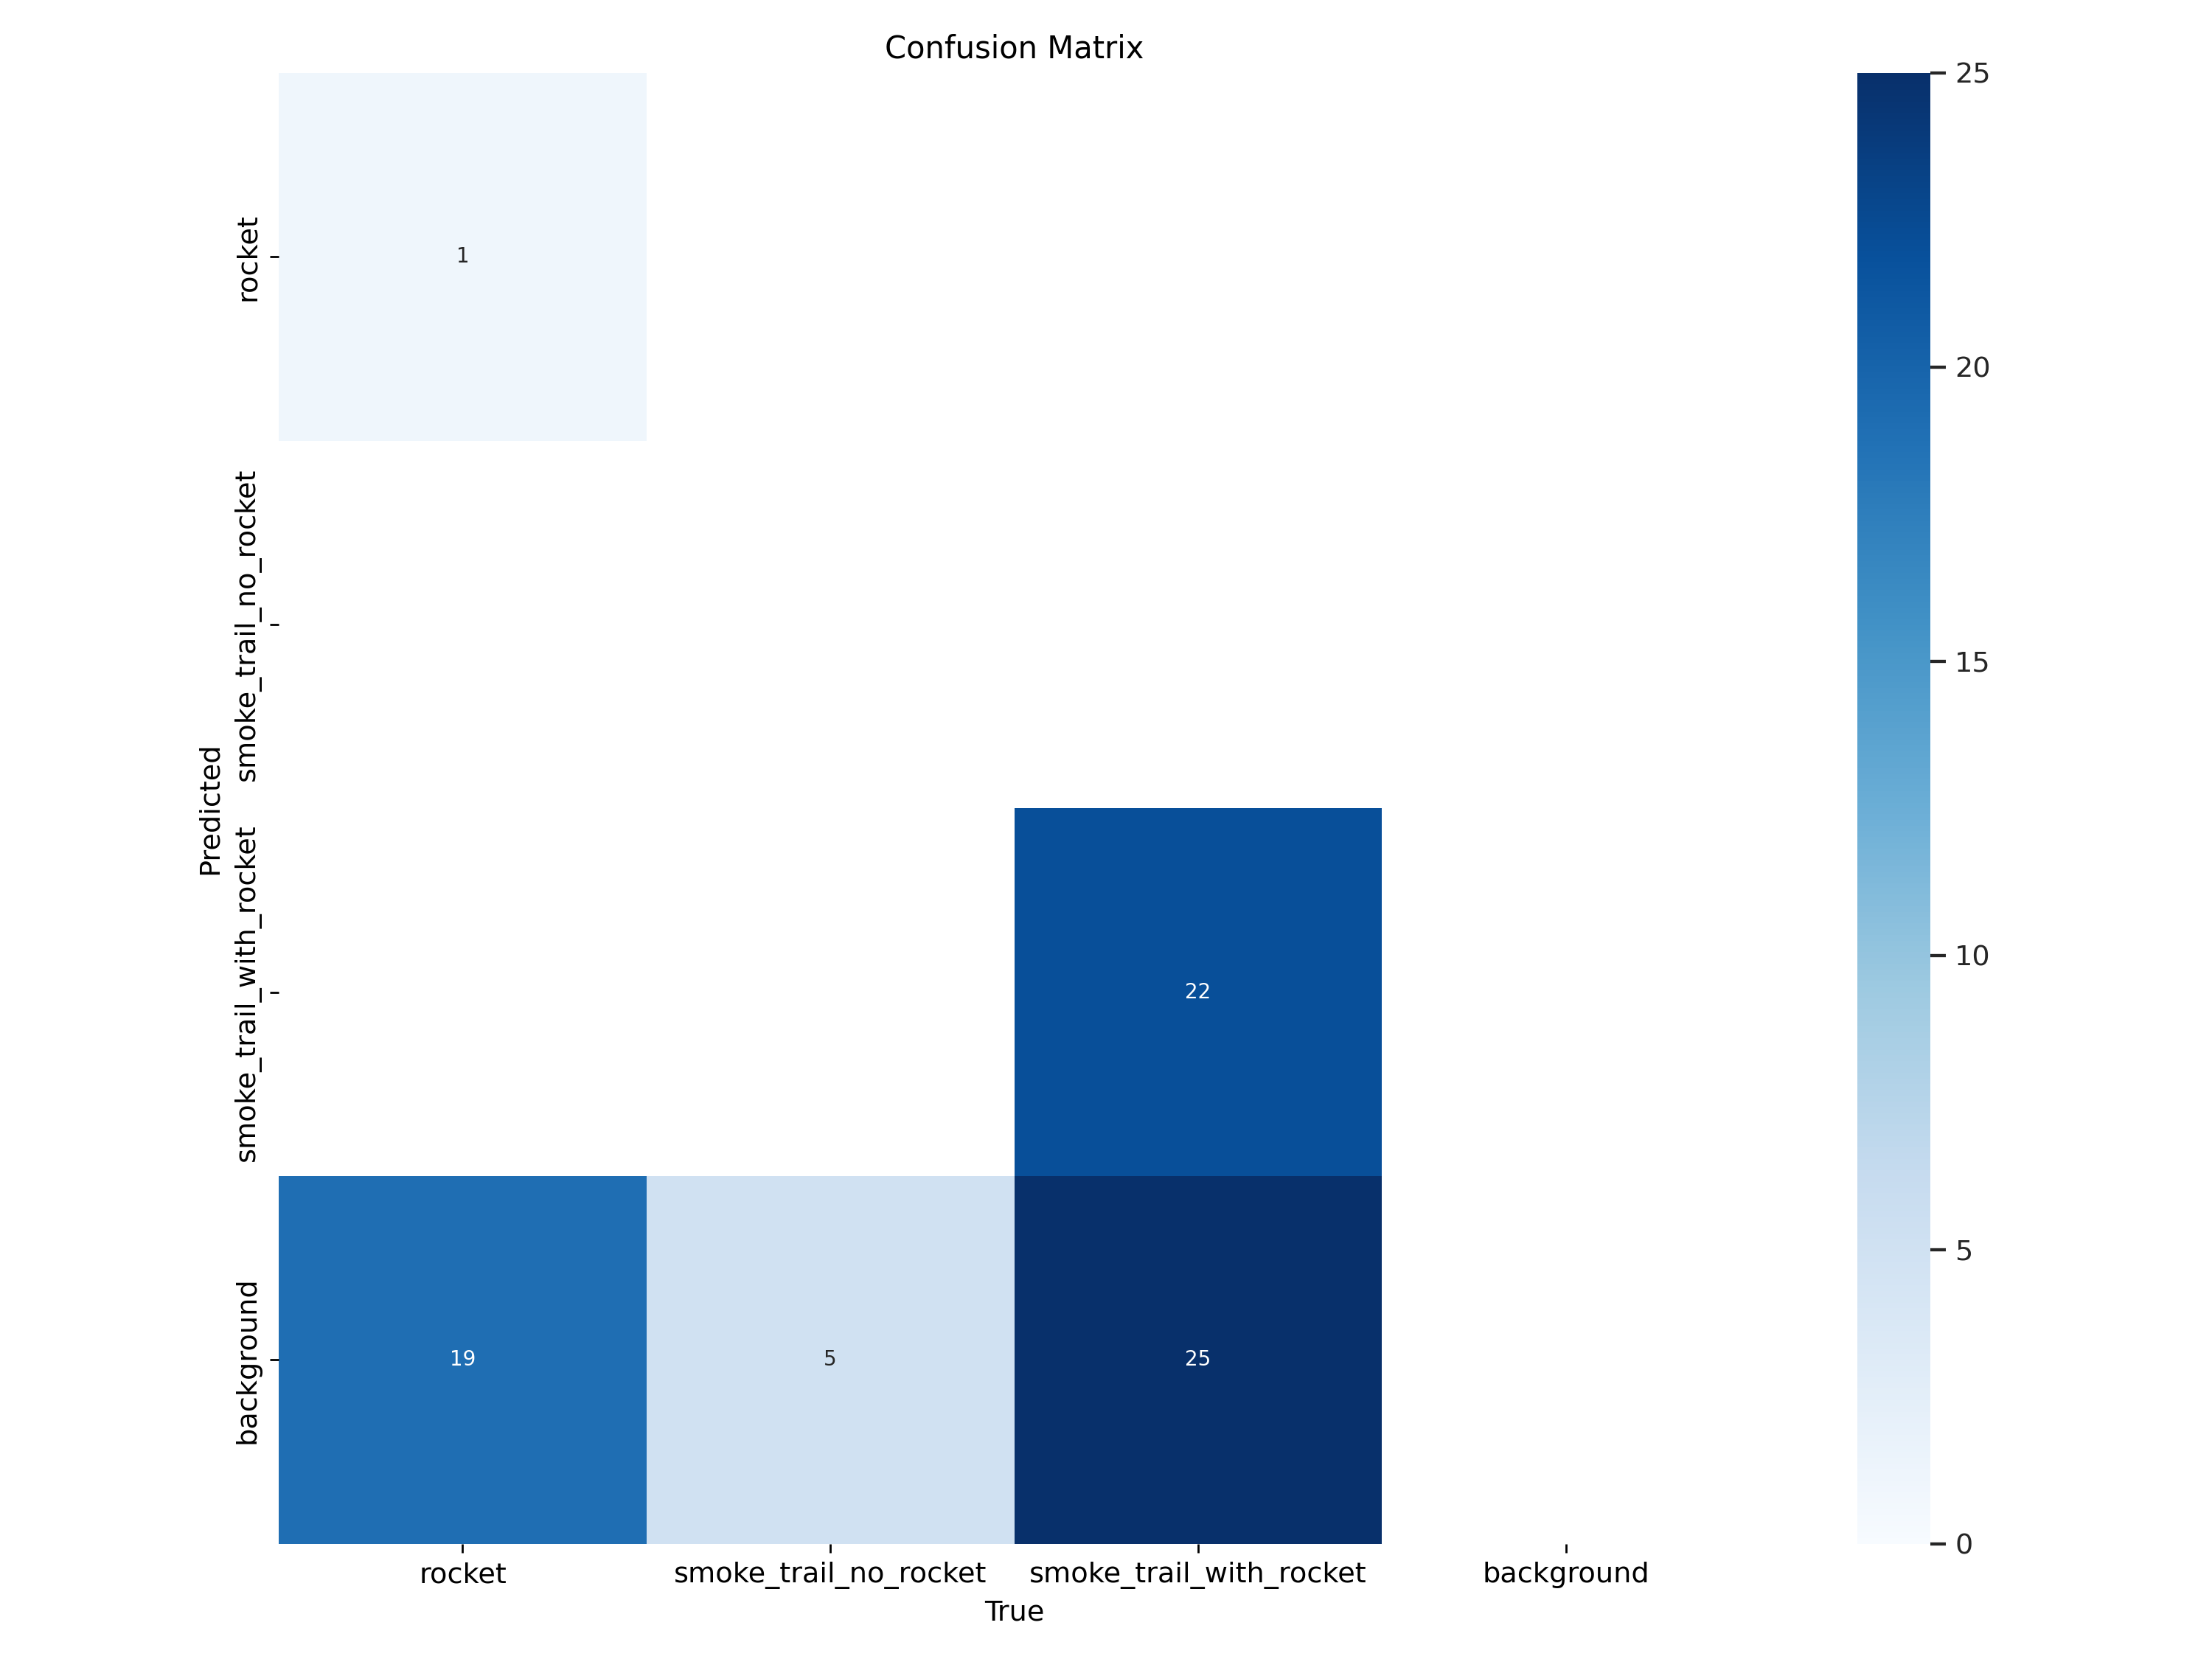 Confusion Matrix
25
20
15
10
5
0
Predicted
rocket
smoke_trail_no_rocket
smoke_trail_with_rocket
background
1
22
19
5
25
rocket
smoke_trail_no_rocket
smoke_trail_with_rocket
background
True